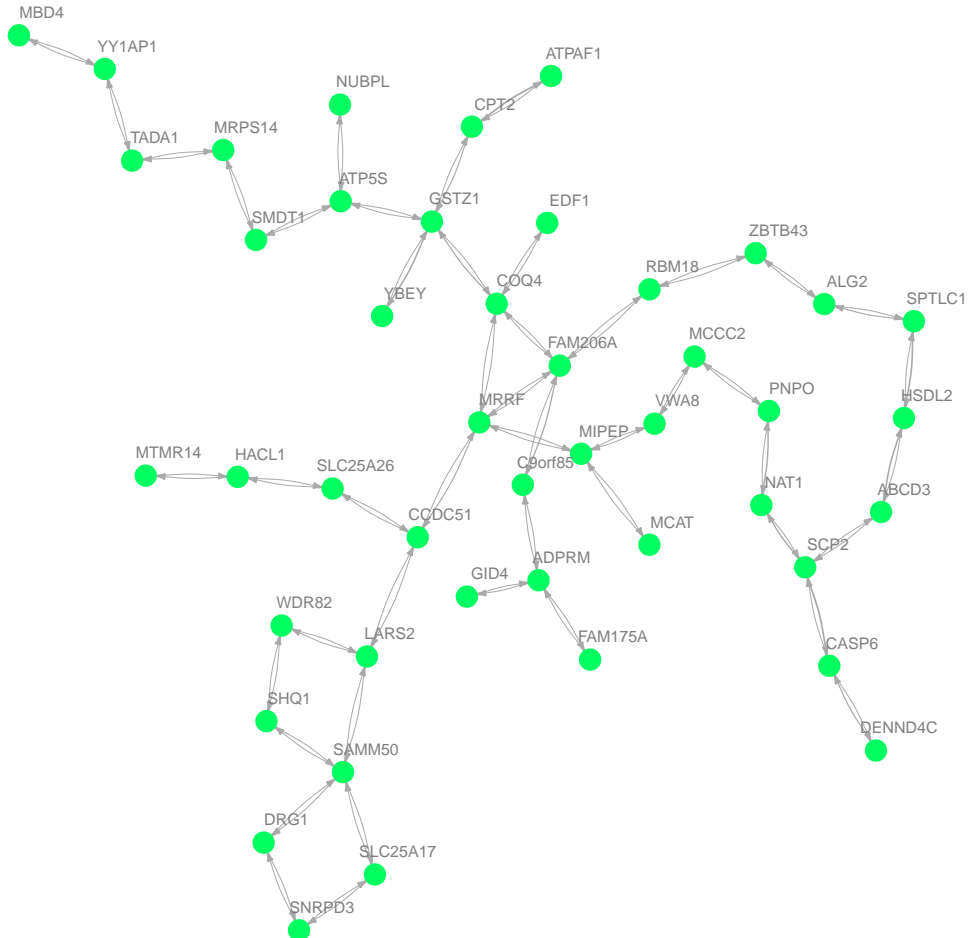 MBD4
YY1AP1
ATPAF1
NUBPL
CPT2
TADA1
MRPS14
ATP5S
GSTZ1
EDF1
SMDT1
ZBTB43
RBM18
COQ4
YBEY
ALG2
SPTLC1
MCCC2
FAM206A
PNPO
HSDL2
VWA8
MRRF
MIPEP
MTMR14
HACL1
SLC25A26
C9orf85
NAT1
ABCD3
CCDC51
MCAT
SCP2
ADPRM
GID4
WDR82
LARS2
FAM175A
CASP6
SHQ1
DENND4C
SAMM50
DRG1
SLC25A17
SNRPD3